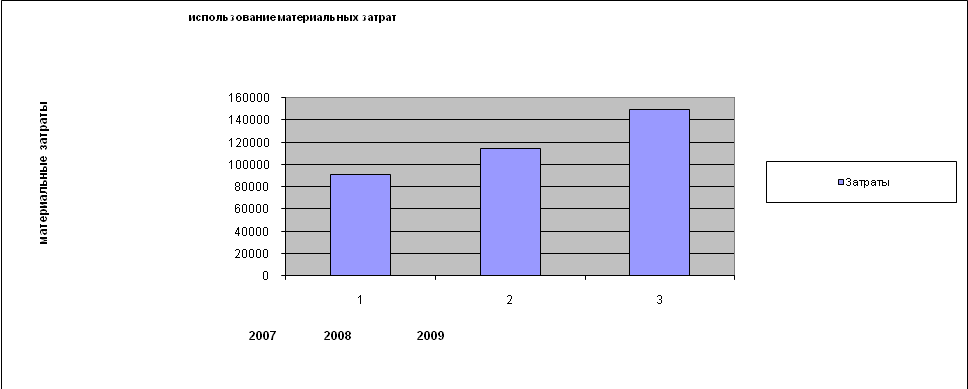 использование материальных затрат
материальные затраты
160000
140000
120000
100000
80000
60000
40000
20000
0
1 2 3
Затраты
2007 2008 2009